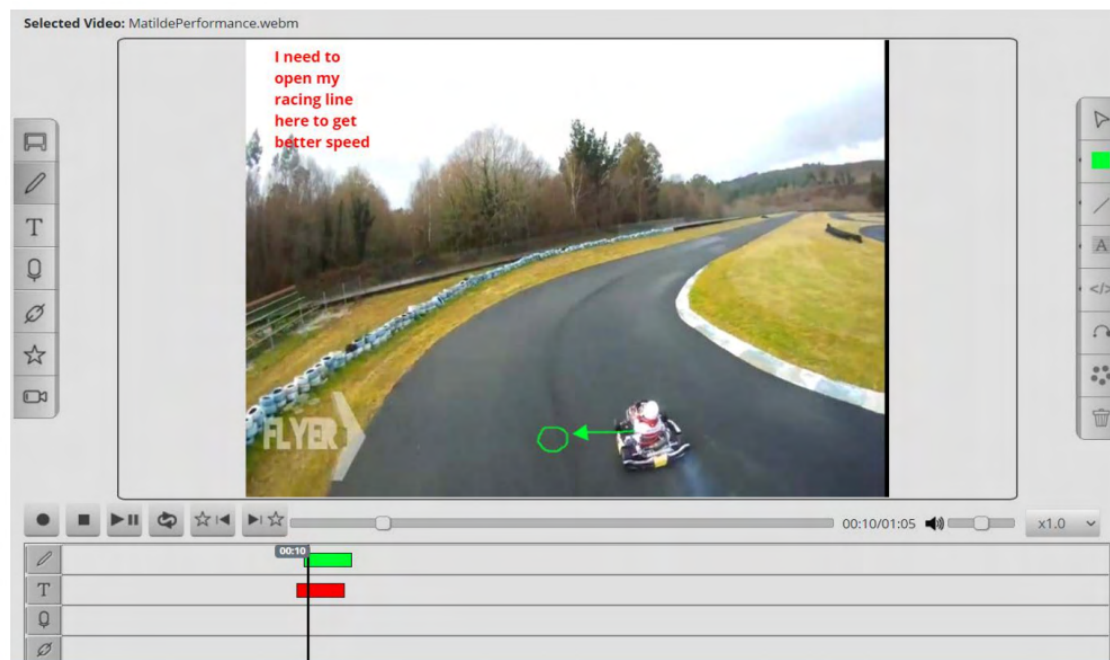 Selected Video: MatildePerformance.webm
I need to
open my
racing line
here to get
better speed
T
A
</>
FLYER
00:10/01:05
x1.0
00:10
T